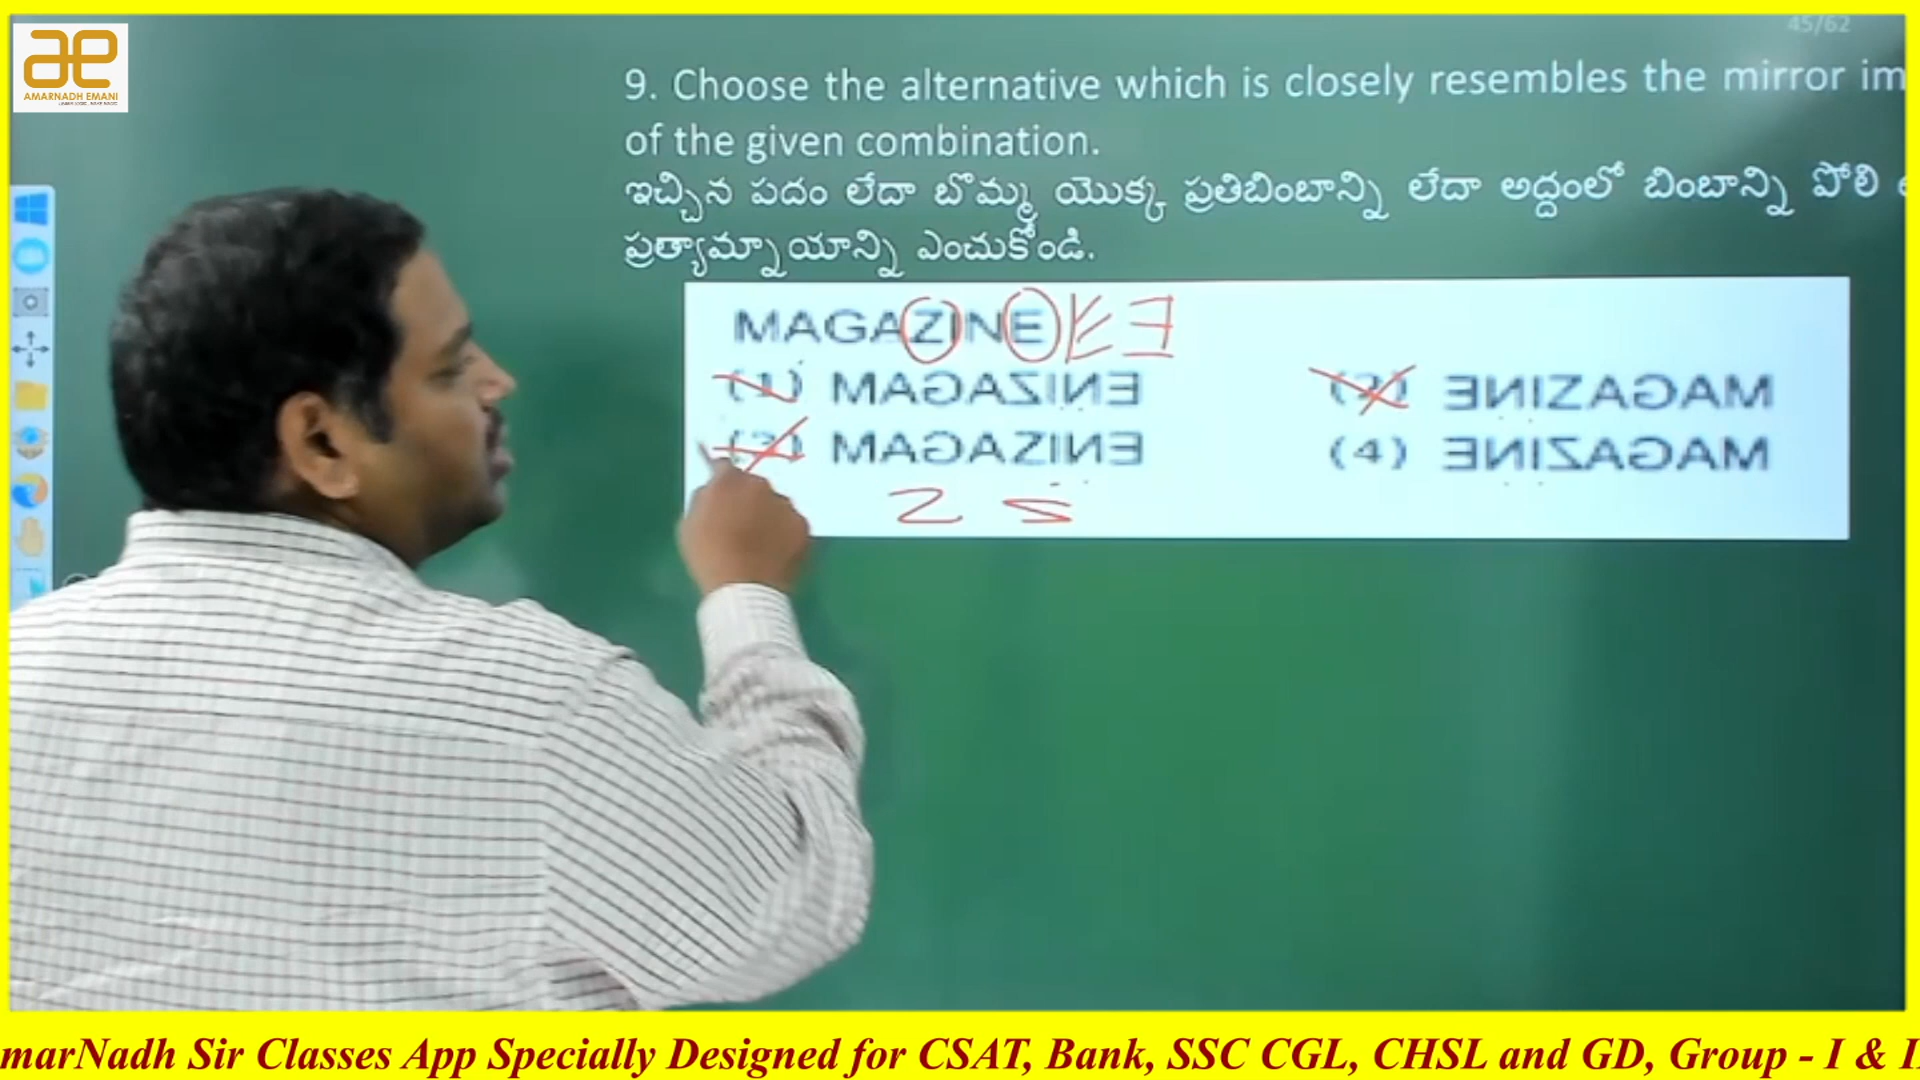 45/62
ae
AMARNADH EMANI
9. Choose the alternative which is closely resembles the mirror im
of the given combination.
ఇచ్చిన పదం లేదా బొమ్మ యొక్క ప్రతిబింబాన్ని లేదా అద్దంలో బింబాన్ని పోలి
ప్రత్యామ్నాయాన్ని ఎంచుకోండి.
MAGAZINE E Ǝ
(1) MAGAZINE (2) ENIZAGAM
(3) MAGAZINE (4) ENIZAGAM
Z S
marNadh Sir Classes App Specially Designed for CSAT, Bank, SSC CGL, CHSL and GD, Group - I & I